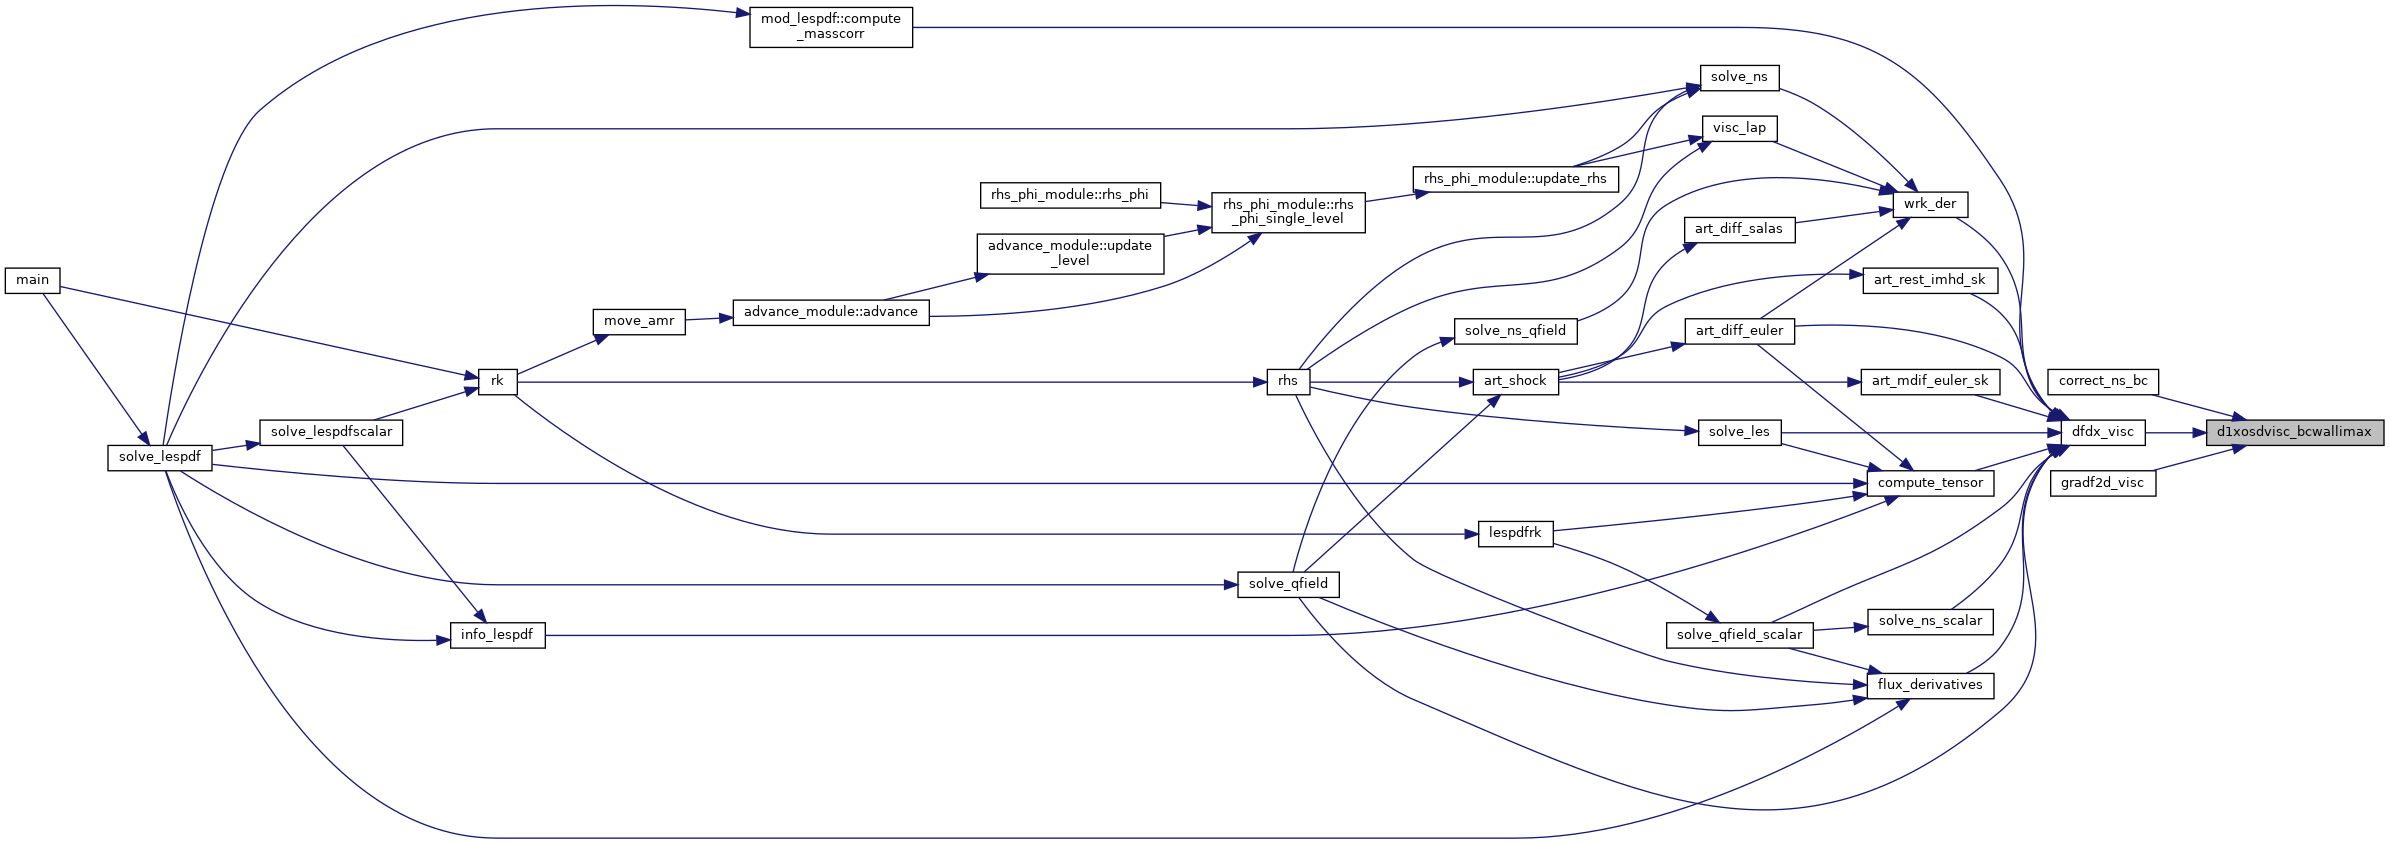 mod_lespdf::compute
_masscorr
solve_ns
visc_lap
rhs_phi_module::update_rhs
rhs_phi_module::rhs_phi
rhs_phi_module::rhs
_phi_single_level
wrk_der
art_diff_salas
advance_module::update
_level
main
art_rest_imhd_sk
move_amr
advance_module::advance
solve_ns_qfield
art_diff_euler
rk
rhs
art_shock
art_mdif_euler_sk
correct_ns_bc
solve_lespdfscalar
solve_les
dfdx_visc
d1xosdvisc_bcwallimax
solve_lespdf
compute_tensor
gradf2d_visc
lespdfrk
solve_qfield
info_lespdf
solve_qfield_scalar
solve_ns_scalar
flux_derivatives